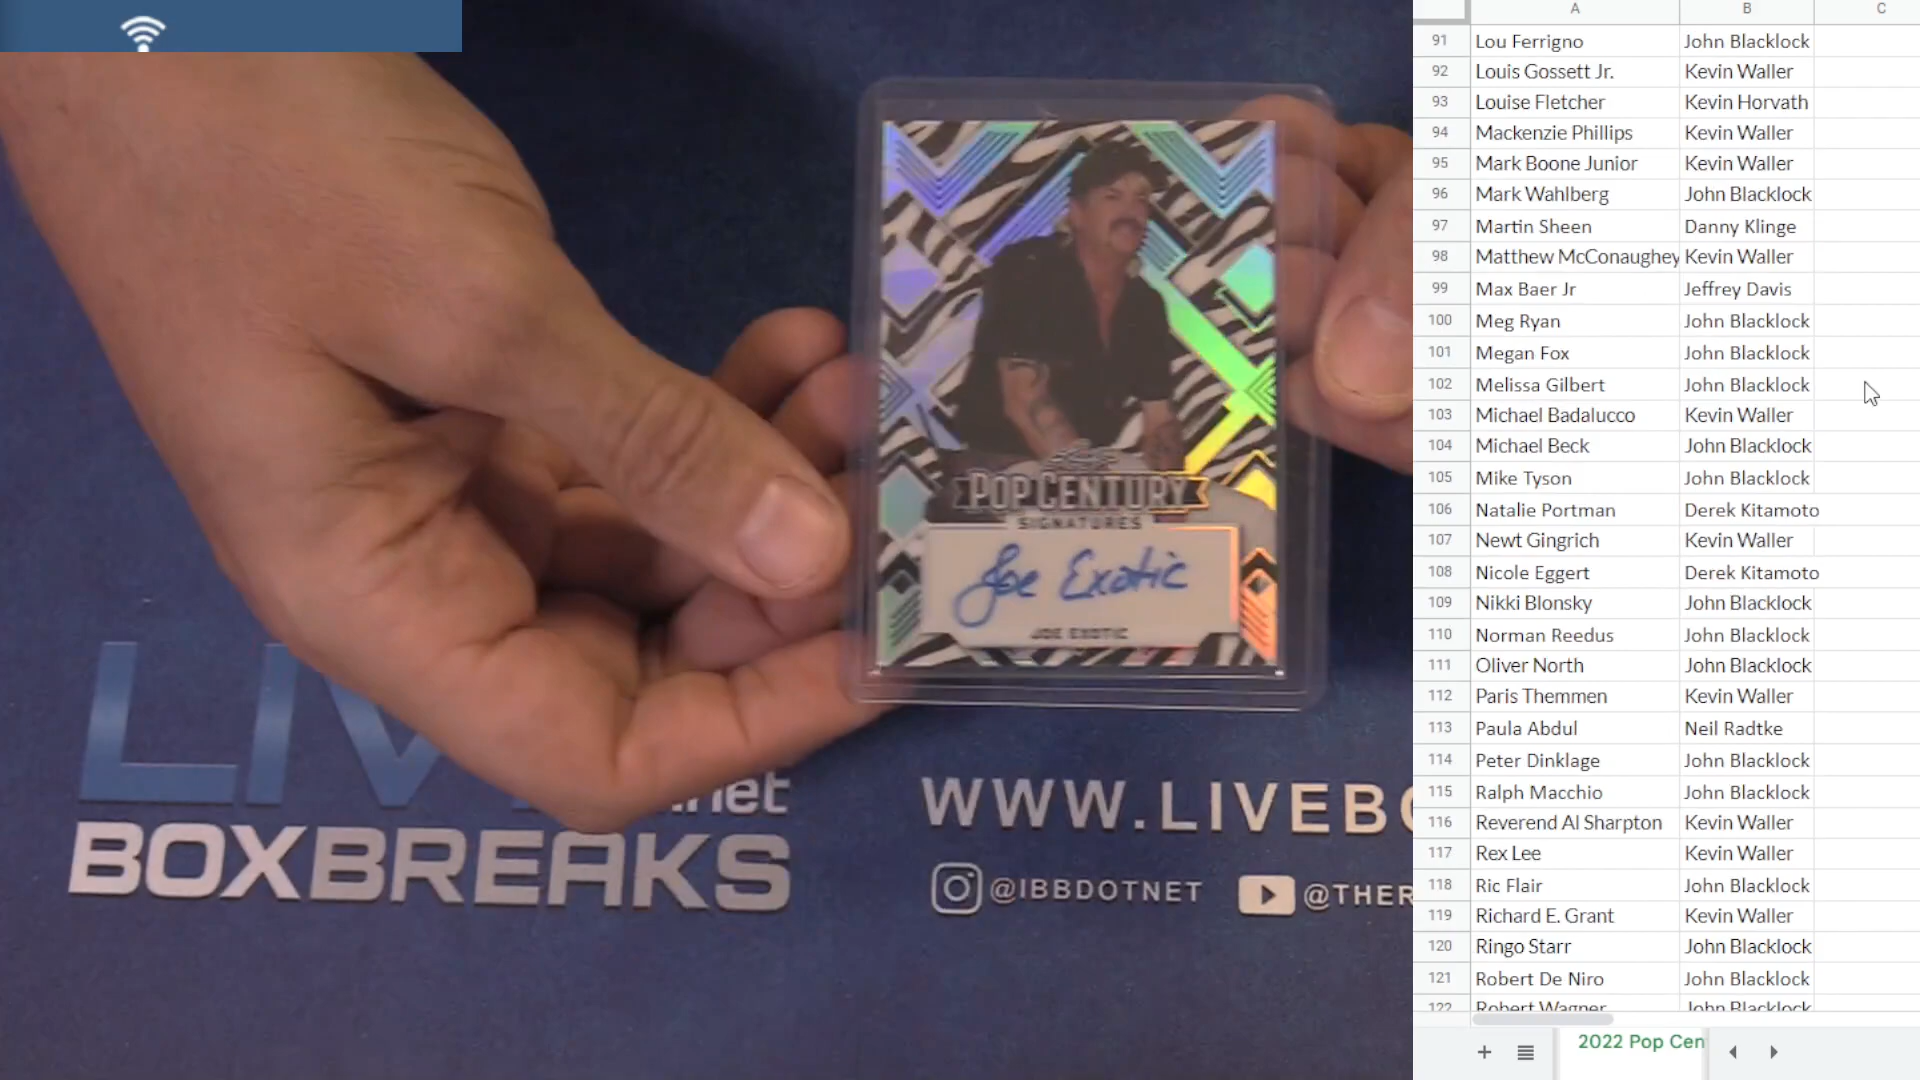 LIV
.net
BOXBREAKS
WWW.LIVEB
@IBBDOTNET
@THER
POP CENTURY
SIGNATURES
Joe Exotic
JOE EXOTIC
A B C
91 Lou Ferrigno John Blacklock
92 Louis Gossett Jr. Kevin Waller
93 Louise Fletcher Kevin Horvath
94 Mackenzie Phillips Kevin Waller
95 Mark Boone Junior Kevin Waller
96 Mark Wahlberg John Blacklock
97 Martin Sheen Danny Klinge
98 Matthew McConaughey Kevin Waller
99 Max Baer Jr Jeffrey Davis
100 Meg Ryan John Blacklock
101 Megan Fox John Blacklock
102 Melissa Gilbert John Blacklock
103 Michael Badalucco Kevin Waller
104 Michael Beck John Blacklock
105 Mike Tyson John Blacklock
106 Natalie Portman Derek Kitamoto
107 Newt Gingrich Kevin Waller
108 Nicole Eggert Derek Kitamoto
109 Nikki Blonsky John Blacklock
110 Norman Reedus John Blacklock
111 Oliver North John Blacklock
112 Paris Themmen Kevin Waller
113 Paula Abdul Neil Radtke
114 Peter Dinklage John Blacklock
115 Ralph Macchio John Blacklock
116 Reverend Al Sharpton Kevin Waller
117 Rex Lee Kevin Waller
118 Ric Flair John Blacklock
119 Richard E. Grant Kevin Waller
120 Ringo Starr John Blacklock
121 Robert De Niro John Blacklock
122 Robert Wagner John Blacklock
2022 Pop Cen